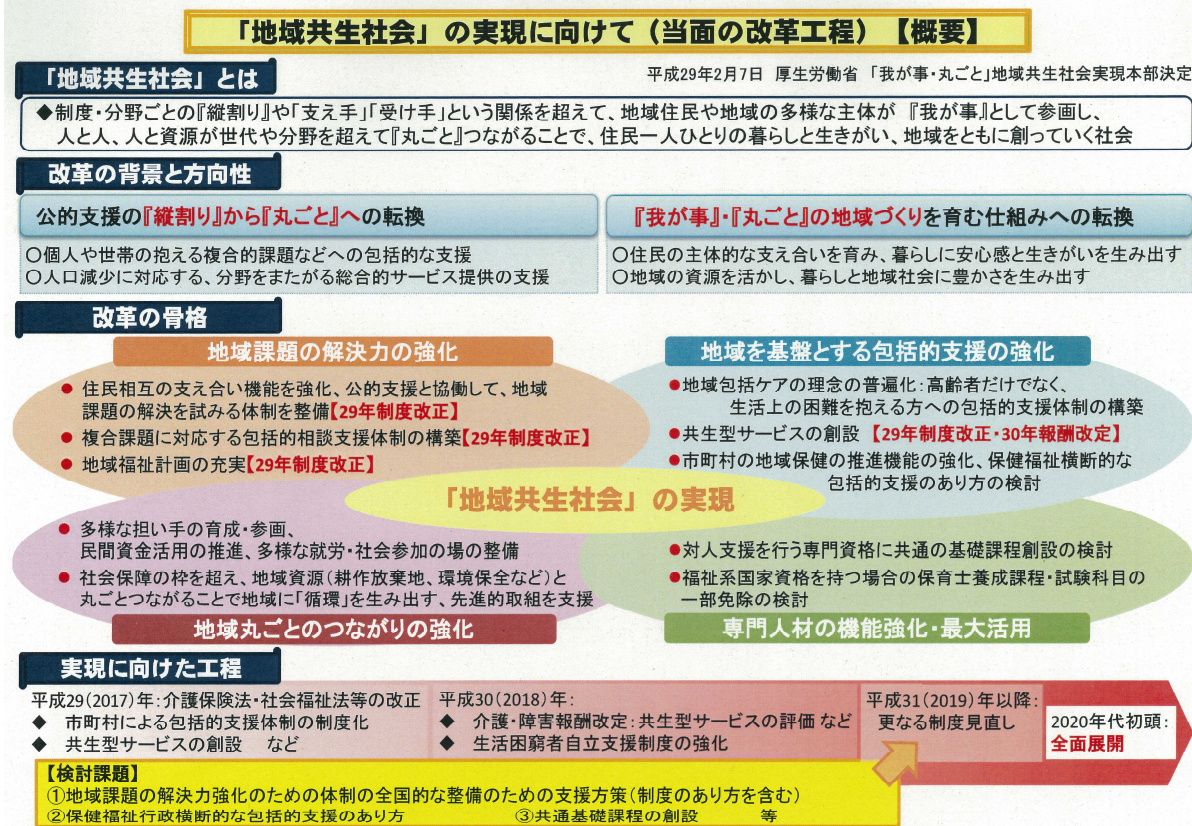 「地域共生社会」の実現に向けて（当面の改革工程）【概要】
「地域共生社会」とは
平成29年2月7日 厚生労働省 「我が事・丸ごと」地域共生社会実現本部決定
◆制度・分野ごとの『縦割り』や「支え手」「受け手」という関係を超えて、地域住民や地域の多様な主体が 『我が事』として参画し、
人と人、人と資源が世代や分野を超えて『丸ごと』つながることで、住民一人ひとりの暮らしと生きがい、地域をともに創っていく社会
改革の背景と方向性
公的支援の『縦割り』から『丸ごと』への転換
○個人や世帯の抱える複合的課題などへの包括的な支援
○人口減少に対応する、分野をまたがる総合的サービス提供の支援
『我が事』・『丸ごと』の地域づくりを育む仕組みへの転換
○住民の主体的な支え合いを育み、暮らしに安心感と生きがいを生み出す
○地域の資源を活かし、暮らしと地域社会に豊かさを生み出す
改革の骨格
地域課題の解決力の強化
● 住民相互の支え合い機能を強化、公的支援と協働して、地域
課題の解決を試みる体制を整備【29年制度改正】
● 複合課題に対応する包括的相談支援体制の構築【29年制度改正】
● 地域福祉計画の充実【29年制度改正】
地域を基盤とする包括的支援の強化
●地域包括ケアの理念の普遍化：高齢者だけでなく、
生活上の困難を抱える方への包括的支援体制の構築
●共生型サービスの創設 【29年制度改正・30年報酬改定】
●市町村の地域保健の推進機能の強化、保健福祉横断的な
包括的支援のあり方の検討
「地域共生社会」の実現
● 多様な担い手の育成・参画、
民間資金活用の推進、多様な就労・社会参加の場の整備
● 社会保障の枠を超え、地域資源（耕作放棄地、環境保全など）と
丸ごとつながることで地域に「循環」を生み出す、先進的取組を支援
地域丸ごとのつながりの強化
●対人支援を行う専門資格に共通の基礎課程創設の検討
●福祉系国家資格を持つ場合の保育士養成課程・試験科目の
一部免除の検討
専門人材の機能強化・最大活用
実現に向けた工程
平成29（2017）年：介護保険法・社会福祉法等の改正
◆ 市町村による包括的支援体制の制度化
◆ 共生型サービスの創設 など
平成30（2018）年：
◆ 介護・障害報酬改定：共生型サービスの評価 など
◆ 生活困窮者自立支援制度の強化
平成31（2019）年以降：
更なる制度見直し
2020年代初頭：
全面展開
【検討課題】
①地域課題の解決力強化のための体制の全国的な整備のための支援方策（制度のあり方を含む）
②保健福祉行政横断的な包括的支援のあり方 ③共通基礎課程の創設 等